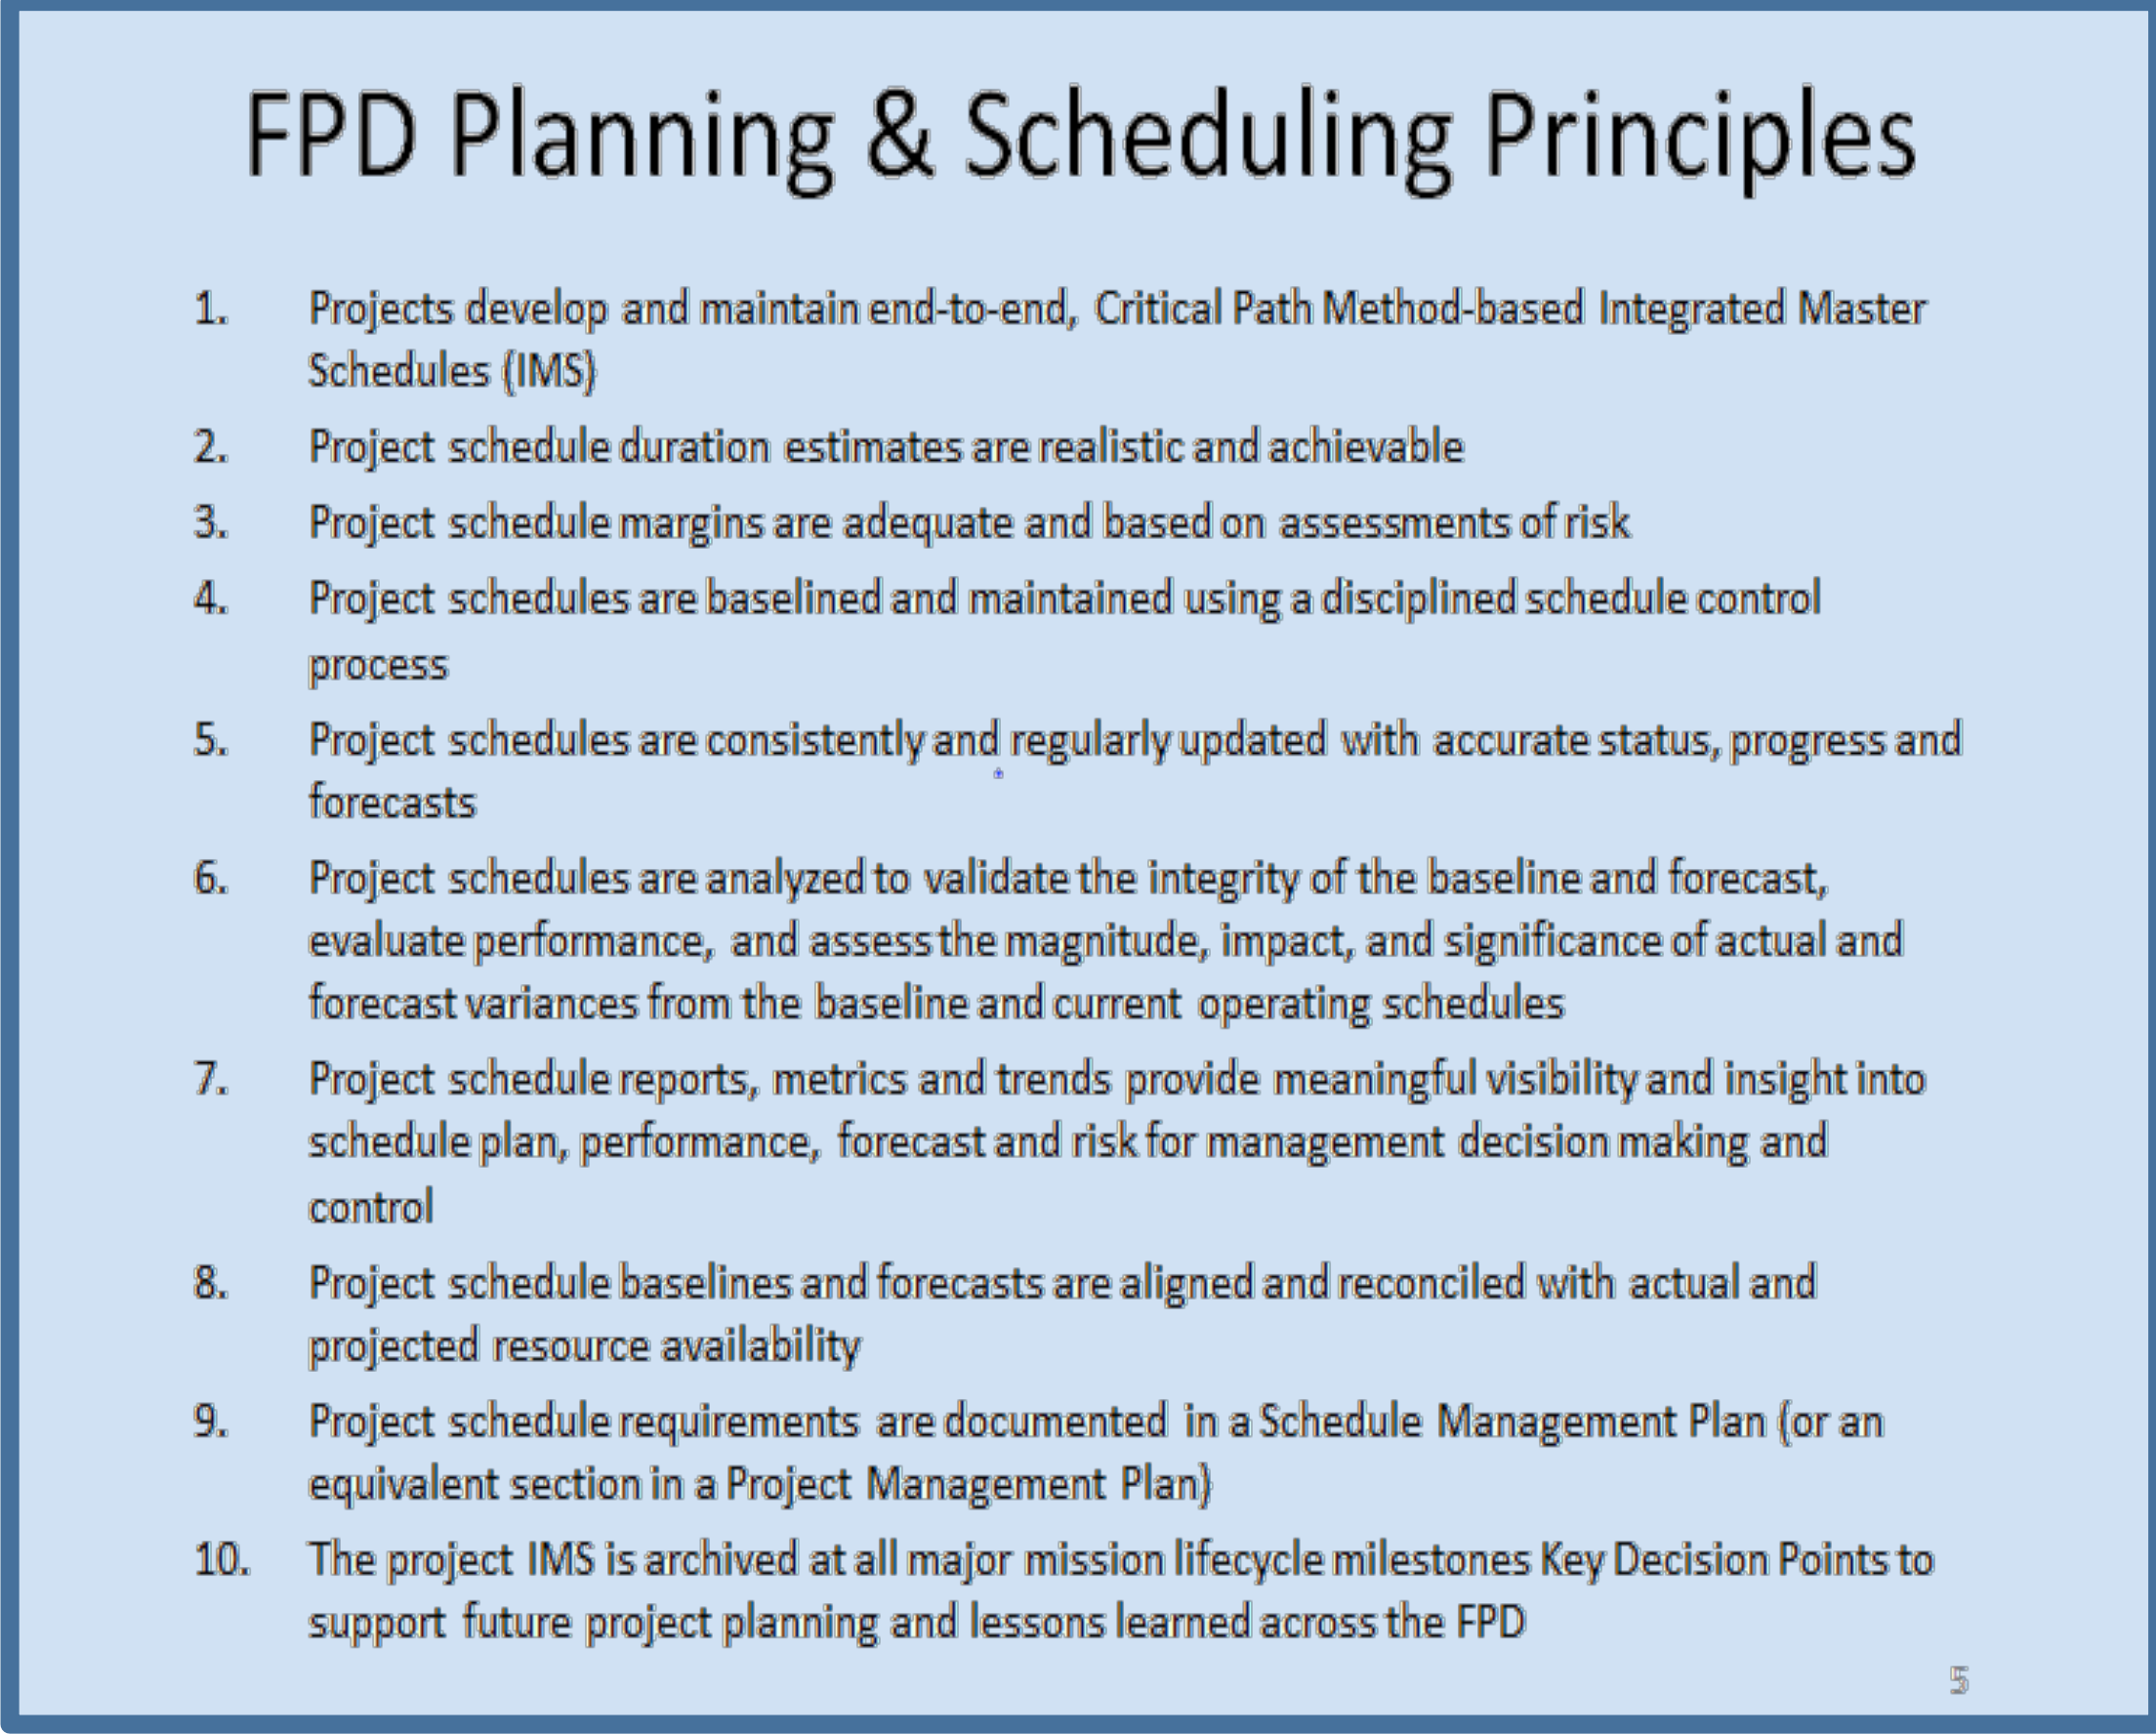 FPD Planning & Scheduling Principles
1. Projects develop and maintain end-to-end, Critical Path Method-based Integrated Master
Schedules (IMS)
2. Project schedule duration estimates are realistic and achievable
3. Project schedule margins are adequate and based on assessments of risk
4. Project schedules are baselined and maintained using a disciplined schedule control
process
5. Project schedules are consistently and regularly updated with accurate status, progress and
forecasts
6. Project schedules are analyzed to validate the integrity of the baseline and forecast,
evaluate performance, and assess the magnitude, impact, and significance of actual and
forecast variances from the baseline and current operating schedules
7. Project schedule reports, metrics and trends provide meaningful visibility and insight into
schedule plan, performance, forecast and risk for management decision making and
control
8. Project schedule baselines and forecasts are aligned and reconciled with actual and
projected resource availability
9. Project schedule requirements are documented in a Schedule Management Plan (or an
equivalent section in a Project Management Plan)
10. The project IMS is archived at all major mission lifecycle milestones Key Decision Points to
support future project planning and lessons learned across the FPD
5